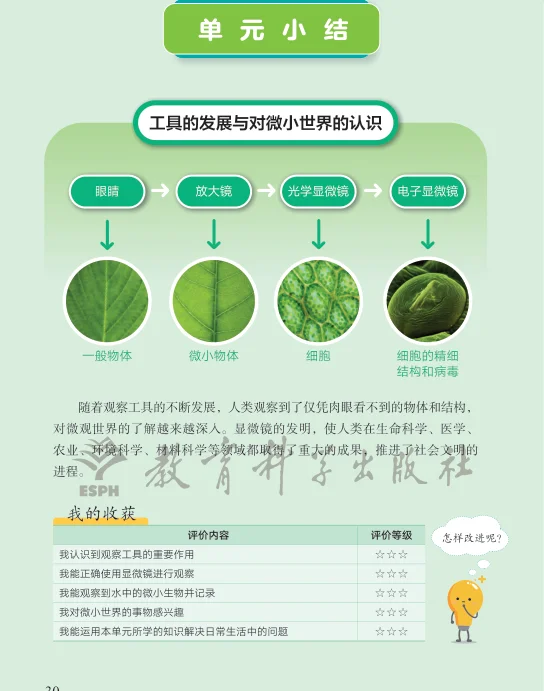 单元小结
工具的发展与对微小世界的认识
眼睛 放大镜 光学显微镜 电子显微镜
一般物体 微小物体 细胞 细胞的精细
结构和病毒
随着观察工具的不断发展，人类观察到了仅凭肉眼看不到的物体和结构，
对微观世界的了解越来越深入。显微镜的发明，使人类在生命科学、医学、
农业、环境科学、材料科学等领域都取得了重大的成果，推进了社会文明的
进程。
ESPH 教育科学出版社
我的收获
评价内容 评价等级
我认识到观察工具的重要作用 ☆☆☆
我能正确使用显微镜进行观察 ☆☆☆
我能观察到水中的微小生物并记录 ☆☆☆
我对微小世界的事物感兴趣 ☆☆☆
我能运用本单元所学的知识解决日常生活中的问题 ☆☆☆
怎样改进呢？